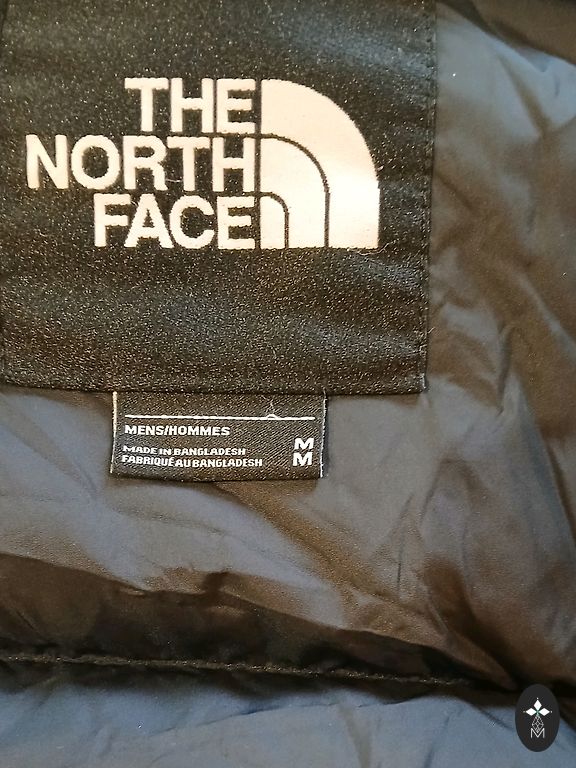 THE
NORTH
FACE
MENS/HOMMES
MADE IN BANGLADESH M
FABRIQUÉ AU BANGLADESH M
M